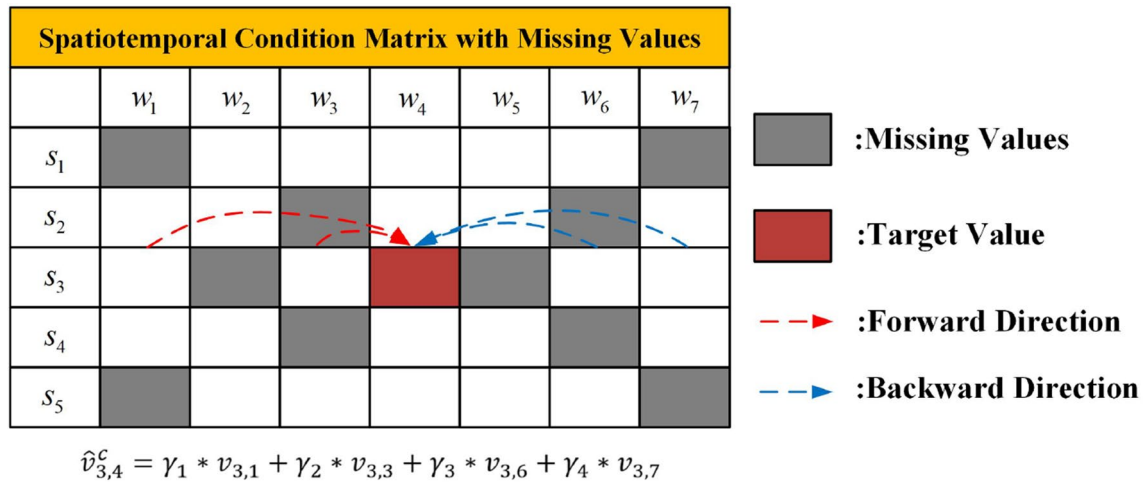 Spatiotemporal Condition Matrix with Missing Values
w₁ w₂ w₃ w₄ w₅ w₆ w₇
s₁
s₂
s₃
s₄
s₅
:Missing Values
:Target Value
:Forward Direction
:Backward Direction
v̂ᶜ₃,₄ = γ₁ * v₃,₁ + γ₂ * v₃,₃ + γ₃ * v₃,₆ + γ₄ * v₃,₇